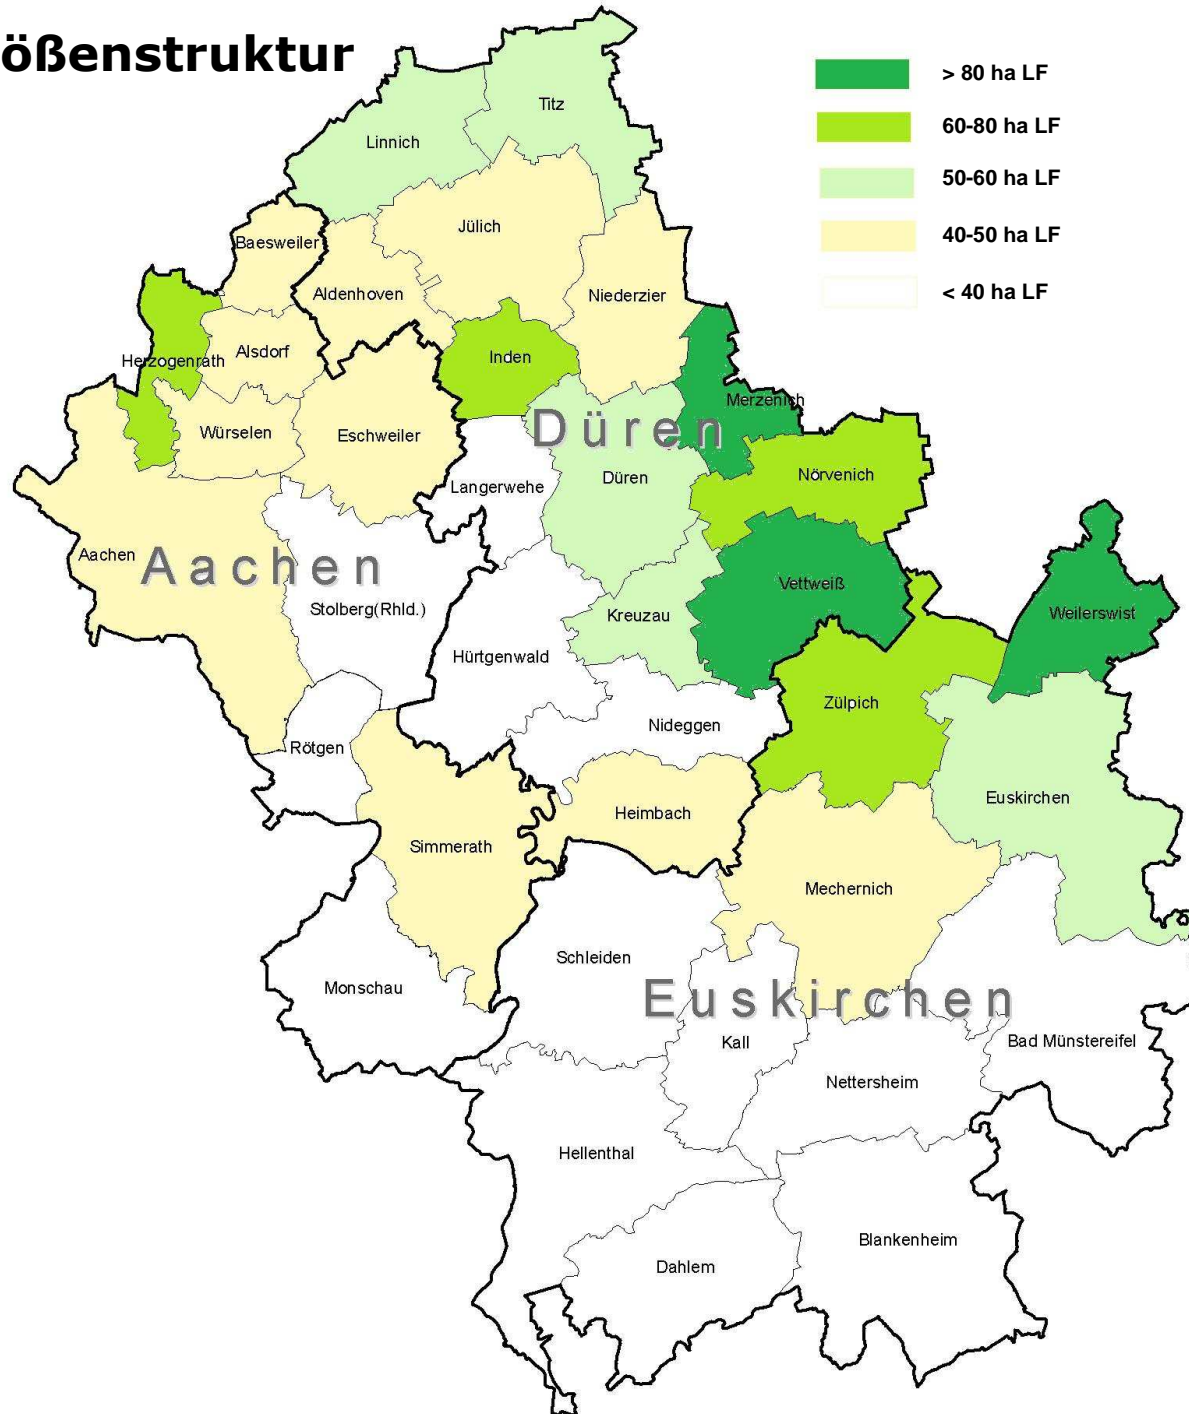 ößenstruktur
> 80 ha LF
60-80 ha LF
50-60 ha LF
40-50 ha LF
< 40 ha LF
Titz
Linnich
Jülich
Baesweiler
Aldenhoven
Niederzier
Herzogenrath
Alsdorf
Inden
Merzenich
Würselen
Eschweiler
Düren
Nörvenich
Düren
Langerwehe
Aachen
Aachen
Vettweiß
Stolberg(Rhld.)
Kreuzau
Weilerswist
Hürtgenwald
Zülpich
Nideggen
Rötgen
Euskirchen
Heimbach
Simmerath
Mechernich
Schleiden
Monschau
Euskirchen
Kall
Bad Münstereifel
Nettersheim
Hellenthal
Blankenheim
Dahlem